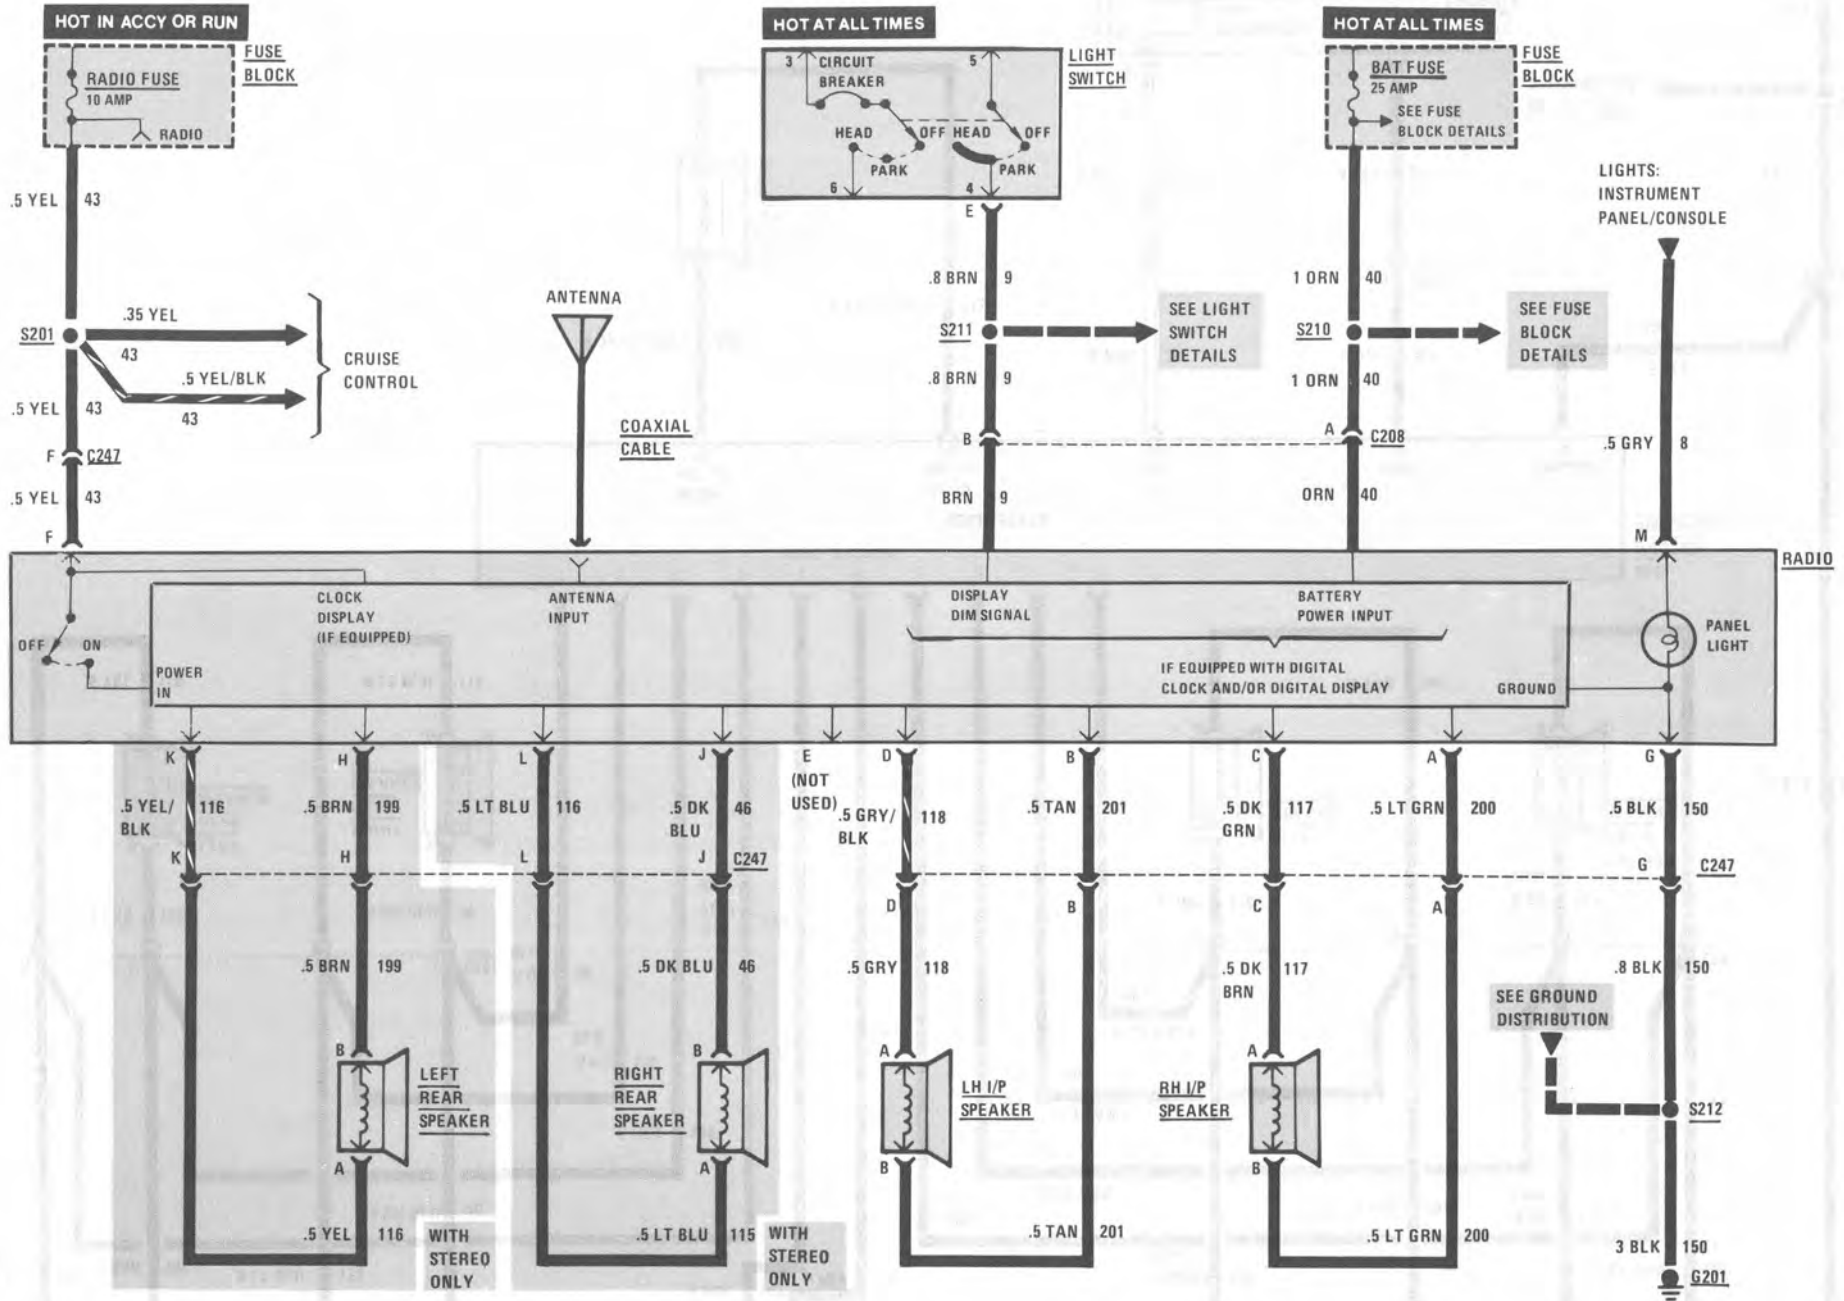 HOT IN ACCY OR RUN
FUSE
BLOCK
RADIO FUSE
10 AMP
RADIO
HOT AT ALL TIMES
3
CIRCUIT
BREAKER
5
LIGHT
SWITCH
HEAD
OFF
HEAD
OFF
PARK
PARK
6
4
HOT AT ALL TIMES
FUSE
BLOCK
BAT FUSE
25 AMP
SEE FUSE
BLOCK DETAILS
LIGHTS:
INSTRUMENT
PANEL/CONSOLE
.5 YEL
43
E
.8 BRN
9
1 ORN
40
ANTENNA
S201
.35 YEL
43
.5 YEL/BLK
43
CRUISE
CONTROL
S211
SEE LIGHT
SWITCH
DETAILS
S210
SEE FUSE
BLOCK
DETAILS
.5 YEL
43
.8 BRN
9
1 ORN
40
COAXIAL
CABLE
F
C247
B
A
C208
.5 GRY
8
.5 YEL
43
BRN
9
ORN
40
F
M
RADIO
CLOCK
DISPLAY
(IF EQUIPPED)
ANTENNA
INPUT
DISPLAY
DIM SIGNAL
BATTERY
POWER INPUT
PANEL
LIGHT
OFF
ON
POWER
IN
IF EQUIPPED WITH DIGITAL
CLOCK AND/OR DIGITAL DISPLAY
GROUND
K
H
L
J
E
(NOT
USED)
D
B
C
A
G
.5 YEL/
BLK
116
.5 BRN
199
.5 LT BLU
116
.5 DK
BLU
46
.5 GRY/
BLK
118
.5 TAN
201
.5 DK
GRN
117
.5 LT GRN
200
.5 BLK
150
K
H
L
J
C247
G
C247
D
B
C
A
.5 BRN
199
.5 DK BLU
46
.5 GRY
118
.5 DK
BRN
117
.8 BLK
150
SEE GROUND
DISTRIBUTION
B
LEFT
REAR
SPEAKER
A
B
RIGHT
REAR
SPEAKER
A
A
LH I/P
SPEAKER
B
A
RH I/P
SPEAKER
B
S212
.5 YEL
116
WITH
STEREO
ONLY
.5 LT BLU
115
WITH
STEREO
ONLY
.5 TAN
201
.5 LT GRN
200
3 BLK
150
G201